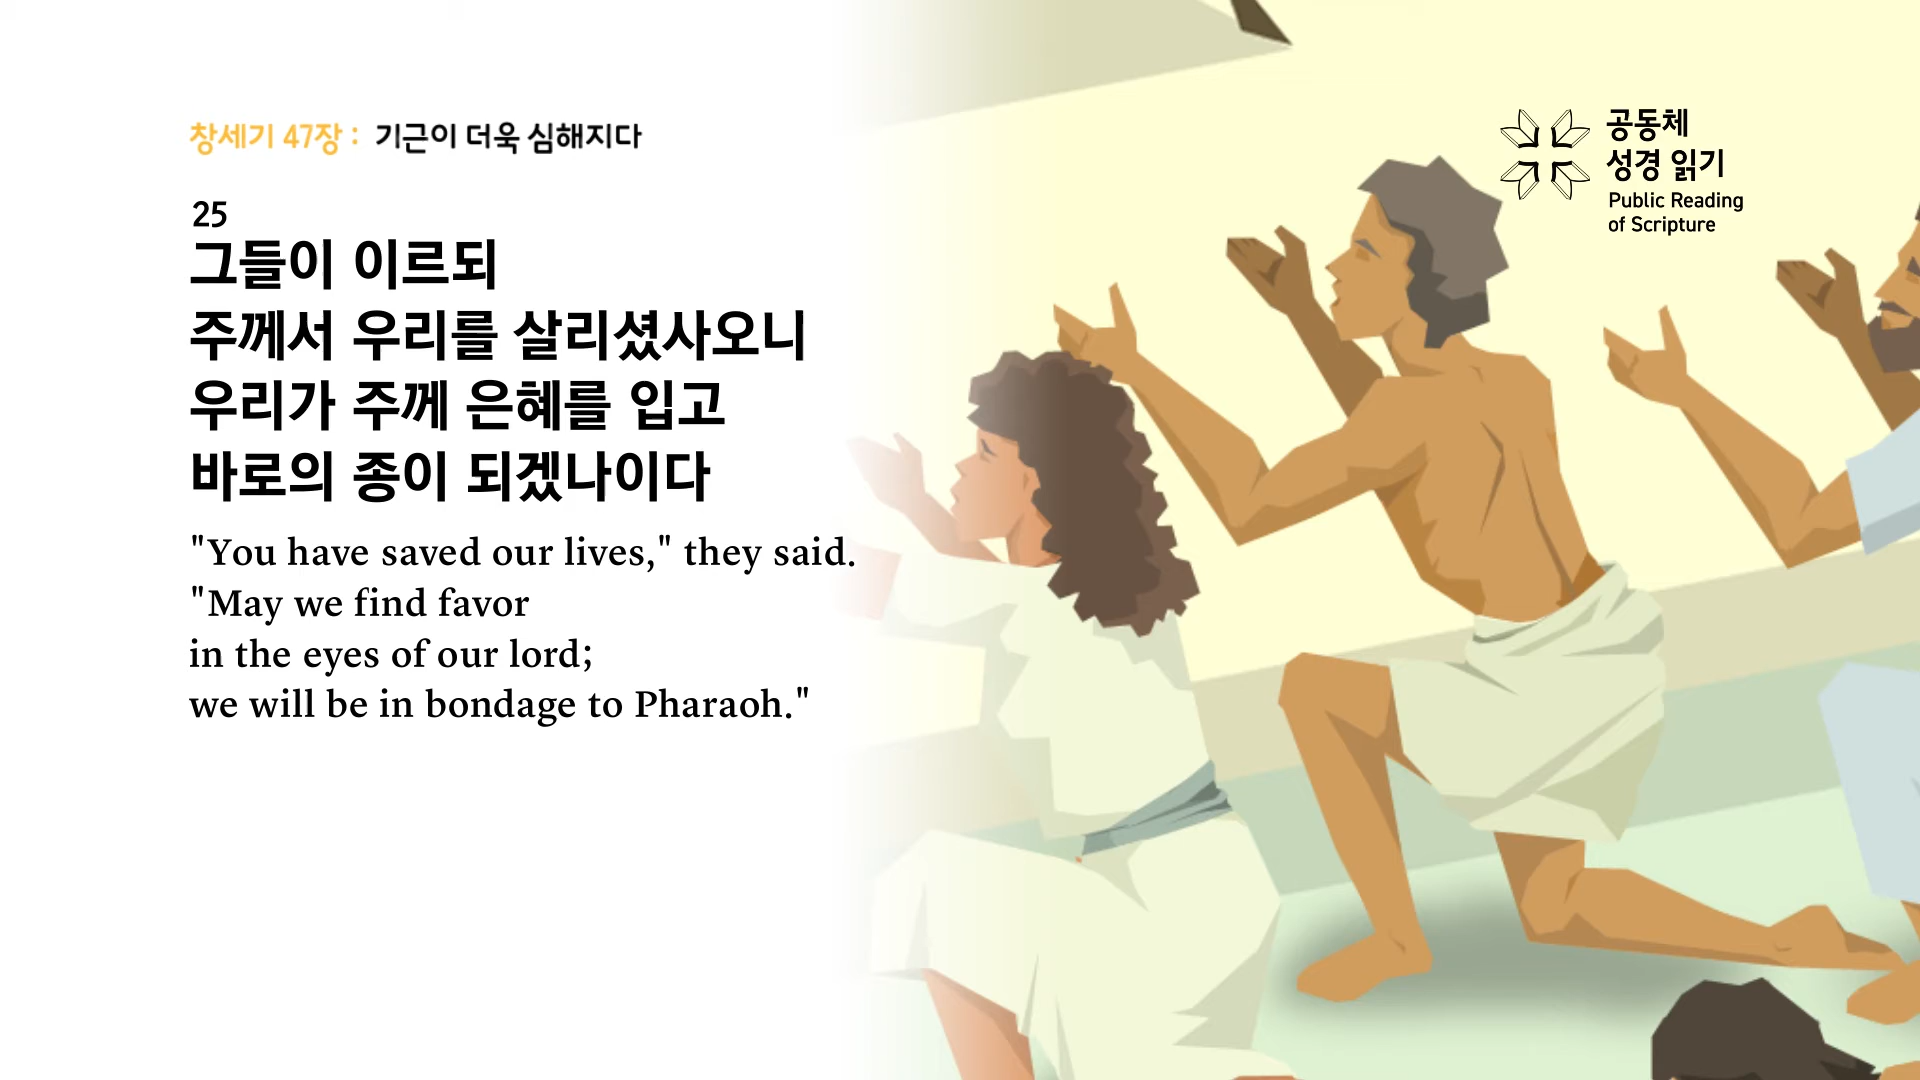 창세기 47장 : 기근이 더욱 심해지다
공동체
성경 읽기
Public Reading
of Scripture
25
그들이 이르되
주께서 우리를 살리셨사오니
우리가 주께 은혜를 입고
바로의 종이 되겠나이다
"You have saved our lives," they said.
"May we find favor
in the eyes of our lord;
we will be in bondage to Pharaoh."